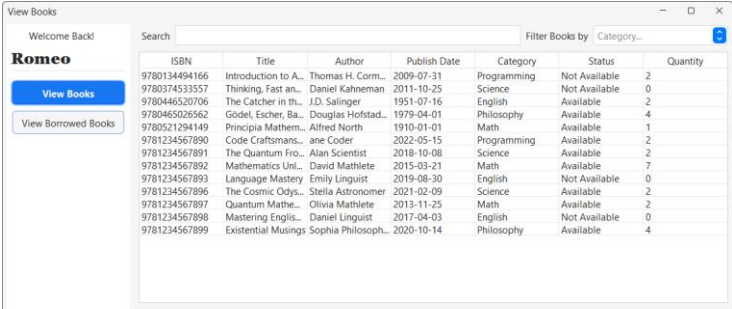 View Books
Welcome Back!
Romeo
View Books
View Borrowed Books
Search
Filter Books by Category...
ISBN Title Author Publish Date Category Status Quantity
9780134494166 Introduction to A... Thomas H. Corm... 2009-07-31 Programming Not Available 2
9780374533557 Thinking, Fast an... Daniel Kahneman 2011-10-25 Science Not Available 0
9780446520706 The Catcher in th... J.D. Salinger 1951-07-16 English Available 2
9780465026562 Gödel, Escher, Ba... Douglas Hofstad... 1979-04-01 Philosophy Available 4
9780521294149 Principia Mathem... Alfred North 1910-01-01 Math Available 1
9781234567890 Code Craftsmans... ane Coder 2022-05-15 Programming Available 2
9781234567891 The Quantum Fro... Alan Scientist 2018-10-08 Science Available 2
9781234567892 Mathematics Unl... David Mathlete 2015-03-21 Math Available 7
9781234567893 Language Mastery Emily Linguist 2019-08-30 English Not Available 0
9781234567896 The Cosmic Odys... Stella Astronomer 2021-02-09 Science Available 2
9781234567897 Quantum Mathe... Olivia Mathlete 2013-11-25 Math Available 2
9781234567898 Mastering Englis... Daniel Linguist 2017-04-03 English Not Available 0
9781234567899 Existential Musings Sophia Philosoph... 2020-10-14 Philosophy Available 4